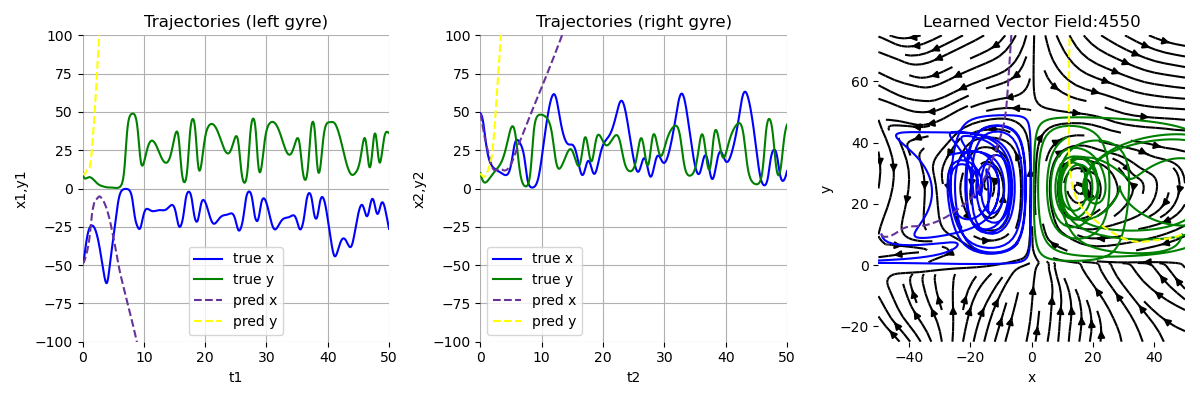 Trajectories (left gyre)
100
75
50
25
0
−25
−50
−75
−100
0 10 20 30 40 50
x1,y1
t1
true x
true y
pred x
pred y
Trajectories (right gyre)
100
75
50
25
0
−25
−50
−75
−100
0 10 20 30 40 50
x2,y2
t2
true x
true y
pred x
pred y
Learned Vector Field:4550
60
40
20
0
−20
−40 −20 0 20 40
y
x